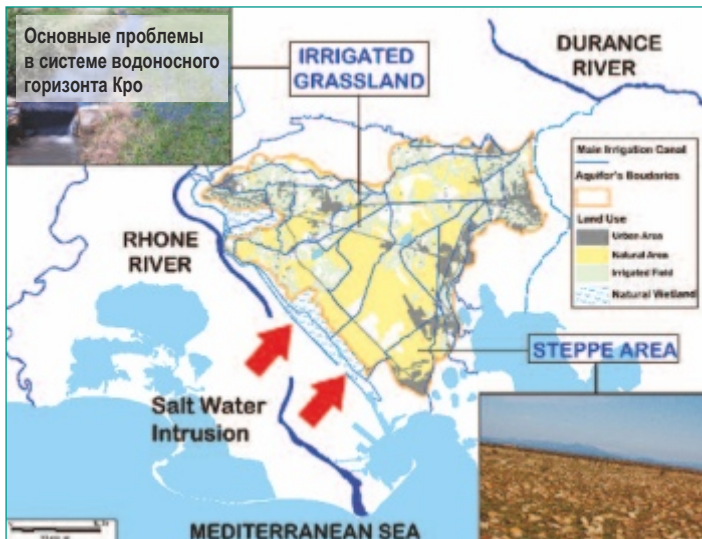 Основные проблемы
в системе водоносного
горизонта Кро
IRRIGATED
GRASSLAND
DURANCE
RIVER
Main Irrigation Canal
Aquifer's Boudaries
Land Use
Urban Area
Natural Area
Irrigated Field
Natural Wetland
RHONE
RIVER
STEPPE AREA
Salt Water
Intrusion
MEDITERRANEAN SEA